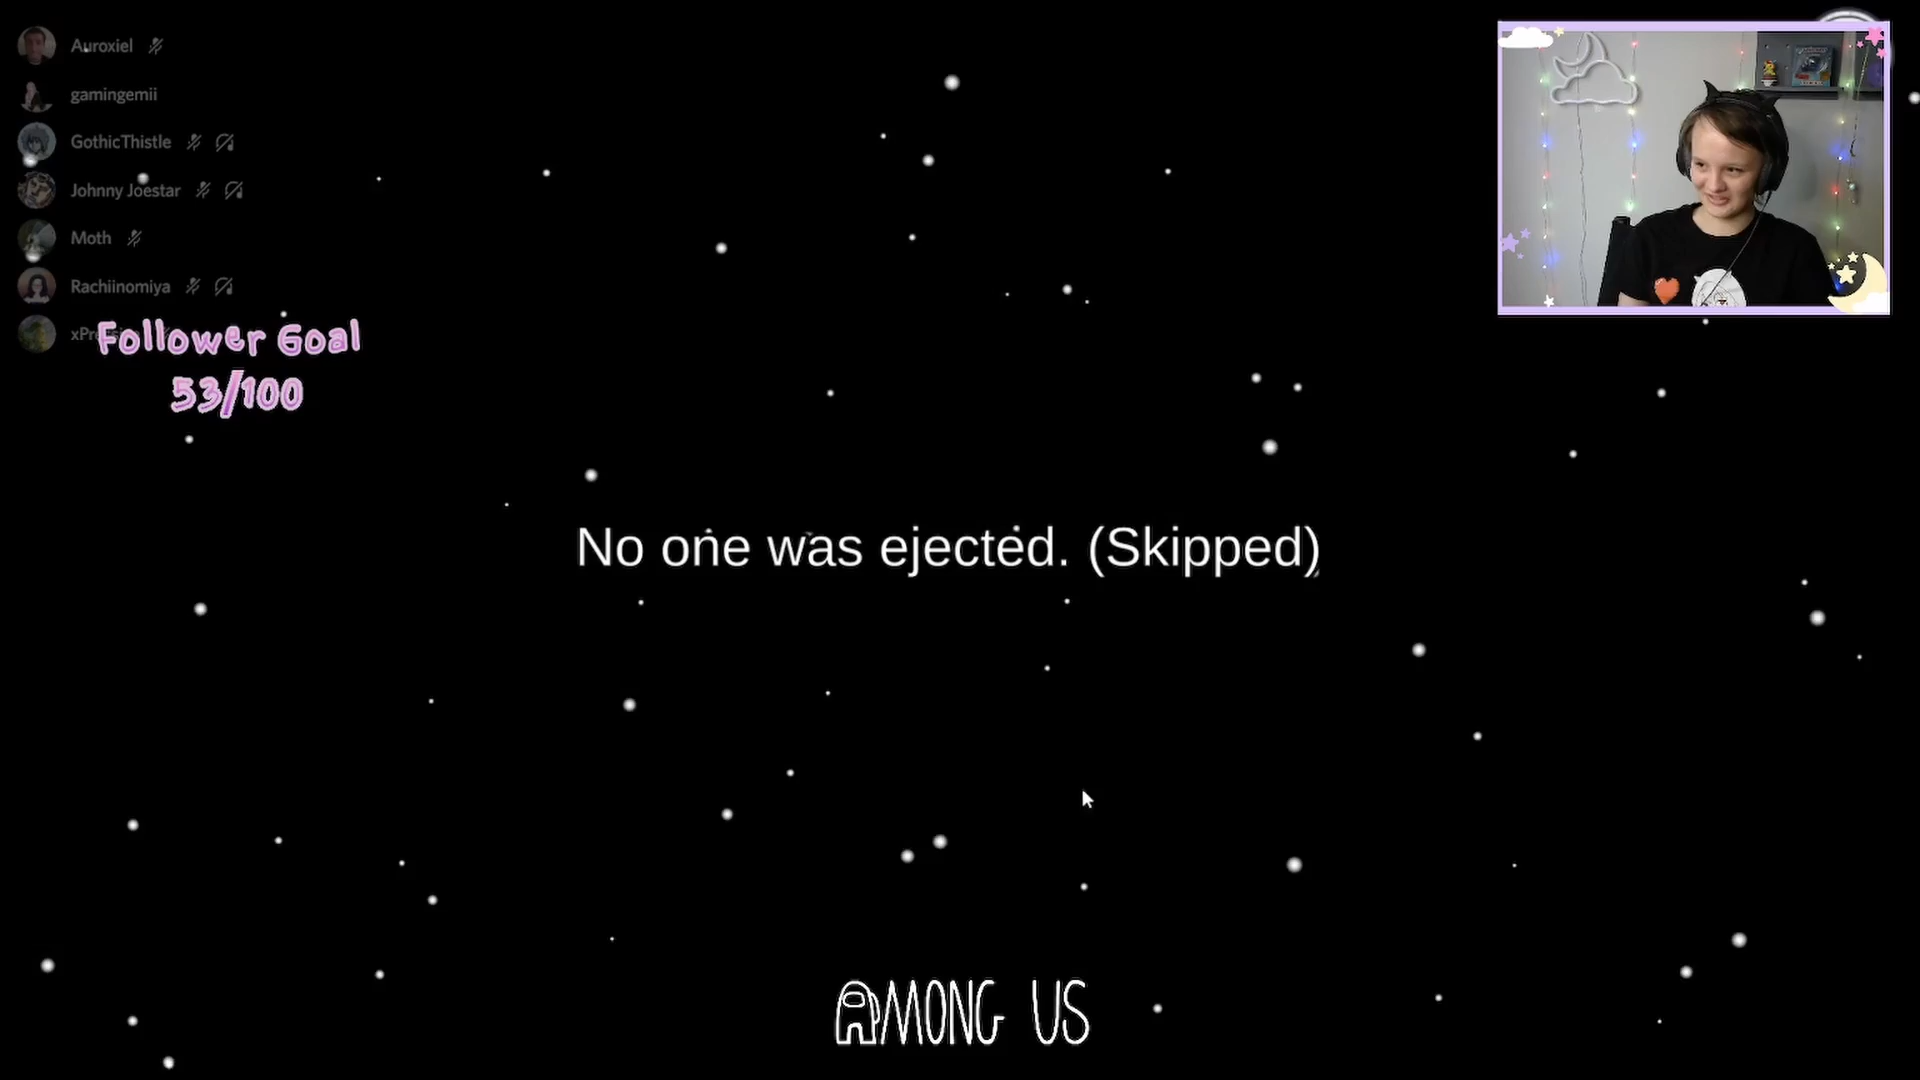 Auroxiel
gamingemii
GothicThistle
Johnny Joestar
Moth
Rachiinomiya
Follower Goal
53/100
No one was ejected. (Skipped)
AMONG US